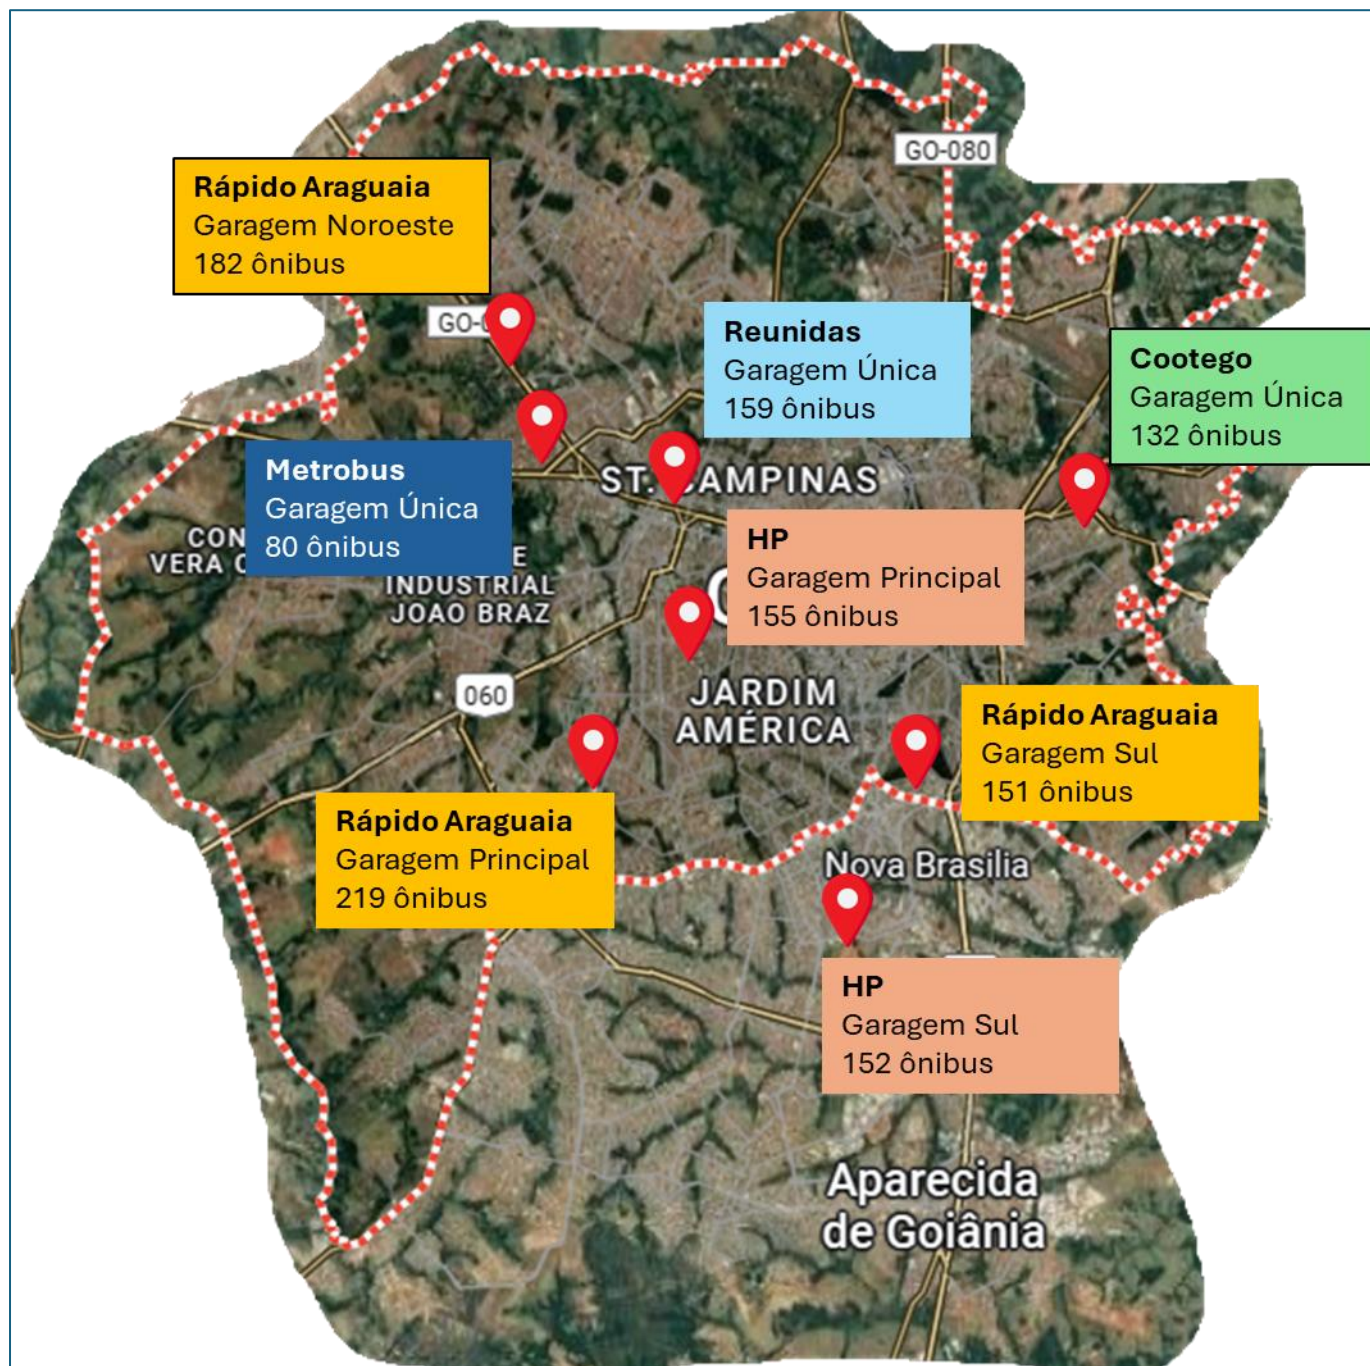 GO-080
Rápido Araguaia
Garagem Noroeste
182 ônibus
GO-0
Reunidas
Garagem Única
159 ônibus
Cootego
Garagem Única
132 ônibus
Metrobus
Garagem Única
80 ônibus
ST. CAMPINAS
HP
Garagem Principal
155 ônibus
CON
VERA C
E
INDUSTRIAL
JOAO BRAZ
060
JARDIM
AMÉRICA
Rápido Araguaia
Garagem Sul
151 ônibus
Rápido Araguaia
Garagem Principal
219 ônibus
Nova Brasilia
HP
Garagem Sul
152 ônibus
Aparecida
de Goiânia